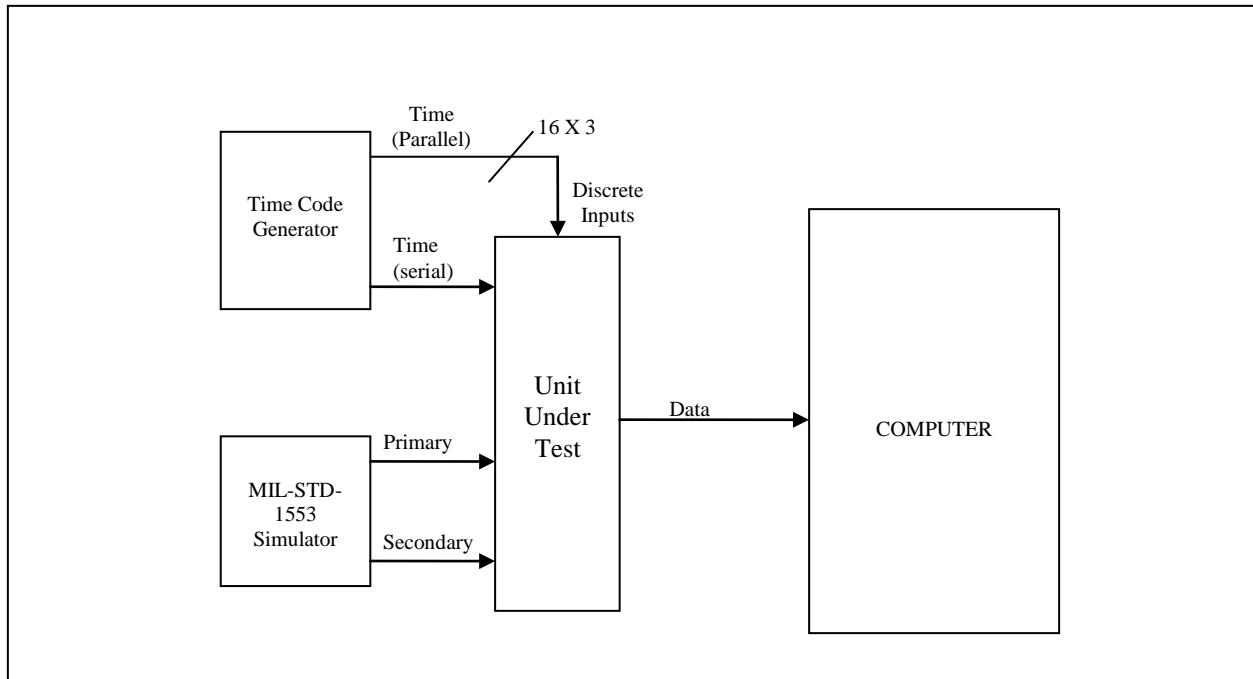 Time
(Parallel)
16 X 3
Time Code
Generator
Discrete
Inputs
Time
(serial)
Unit
Under
Test
Data
COMPUTER
Primary
MIL-STD-
1553
Simulator
Secondary